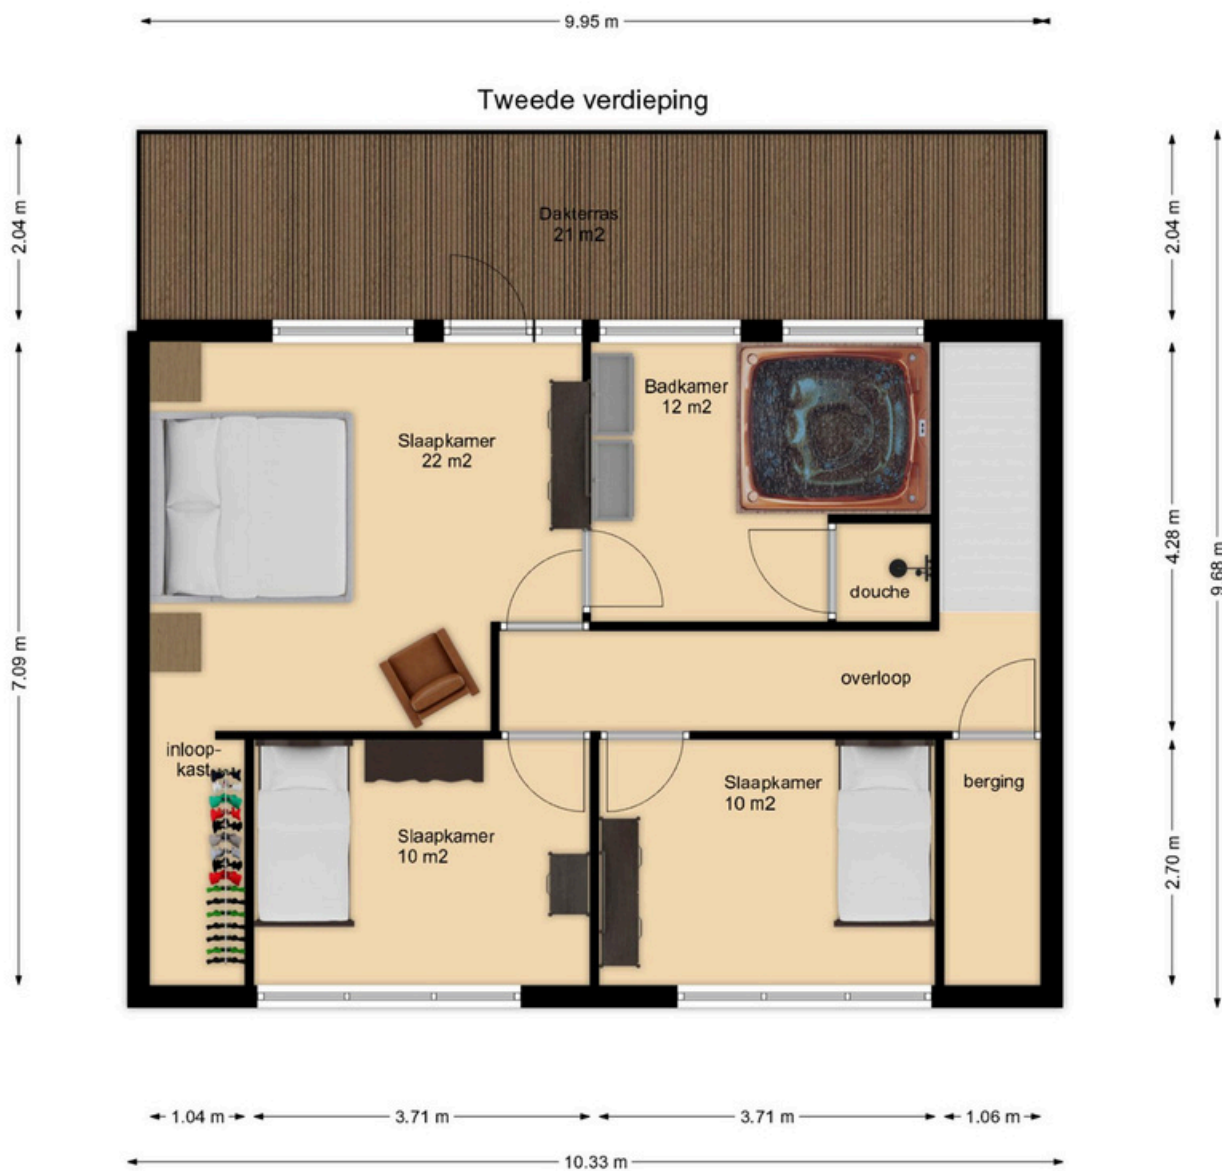 9.95 m
Tweede verdieping
2.04 m
2.04 m
Dakterras
21 m2
Badkamer
12 m2
Slaapkamer
22 m2
4.28 m
9.68 m
douche
7.09 m
overloop
inloop-
kast
berging
Slaapkamer
10 m2
Slaapkamer
10 m2
2.70 m
1.04 m
3.71 m
3.71 m
1.06 m
10.33 m